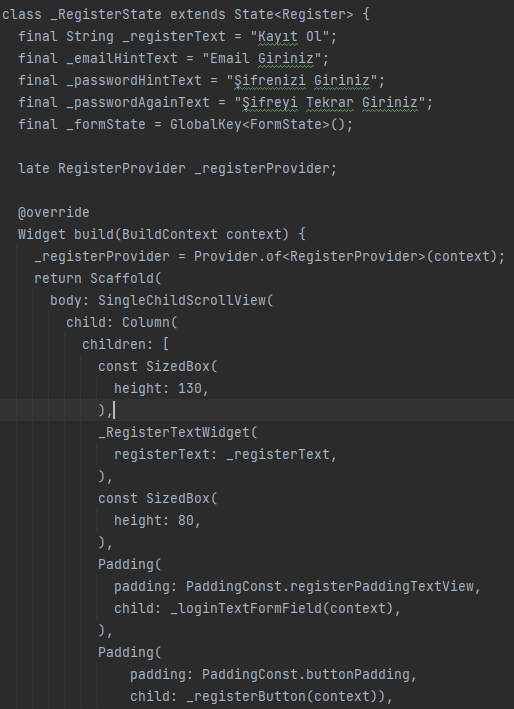 class _RegisterState extends State<Register> {
  final String _registerText = "Kayıt Ol";
  final _emailHintText = "Email Giriniz";
  final _passwordHintText = "Şifrenizi Giriniz";
  final _passwordAgainText = "Şifreyi Tekrar Giriniz";
  final _formState = GlobalKey<FormState>();

  late RegisterProvider _registerProvider;

  @override
  Widget build(BuildContext context) {
    _registerProvider = Provider.of<RegisterProvider>(context);
    return Scaffold(
      body: SingleChildScrollView(
        child: Column(
          children: [
            const SizedBox(
              height: 130,
            ),
            _RegisterTextWidget(
              registerText: _registerText,
            ),
            const SizedBox(
              height: 80,
            ),
            Padding(
              padding: PaddingConst.registerPaddingTextView,
              child: _loginTextFormField(context),
            ),
            Padding(
                padding: PaddingConst.buttonPadding,
                child: _registerButton(context)),